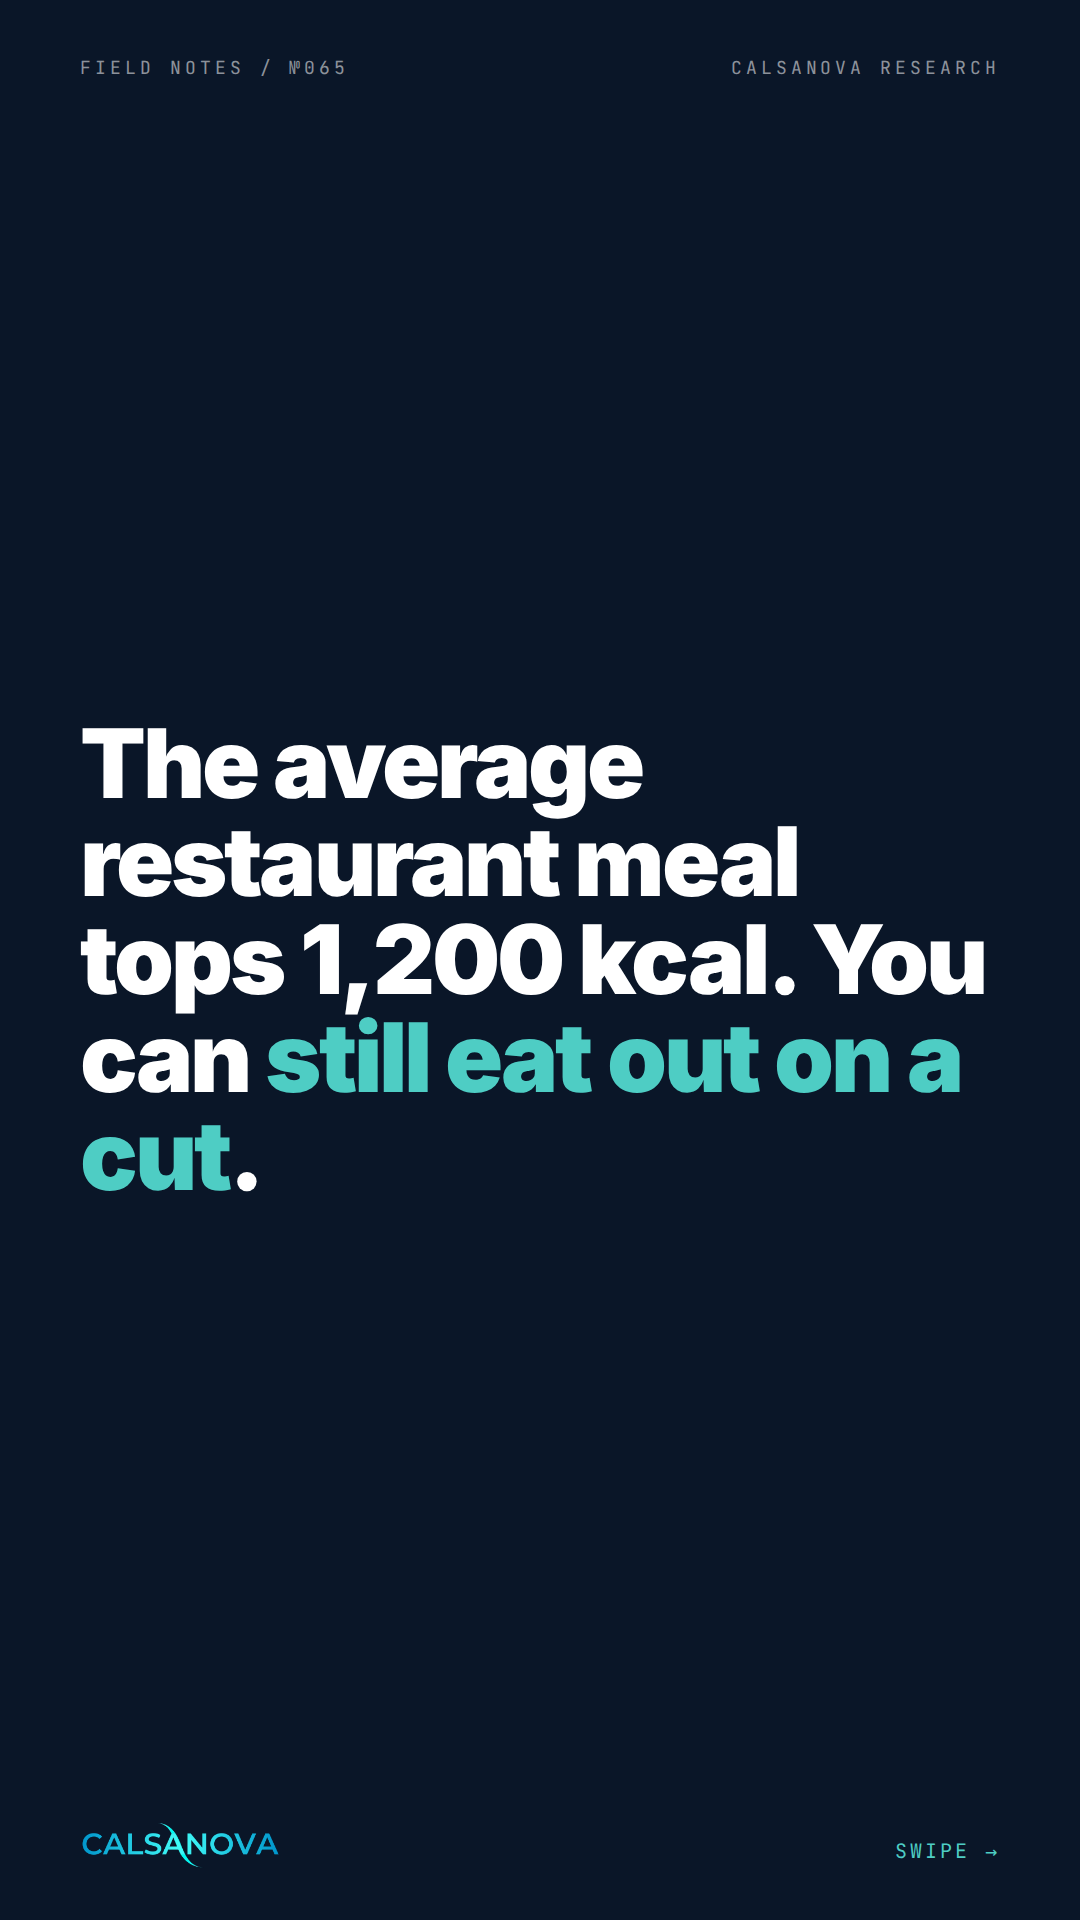 FIELD NOTES / №065
CALSANOVA RESEARCH
The average
restaurant meal
tops 1,200 kcal. You
can still eat out on a
cut.
CALSANOVA
SWIPE →